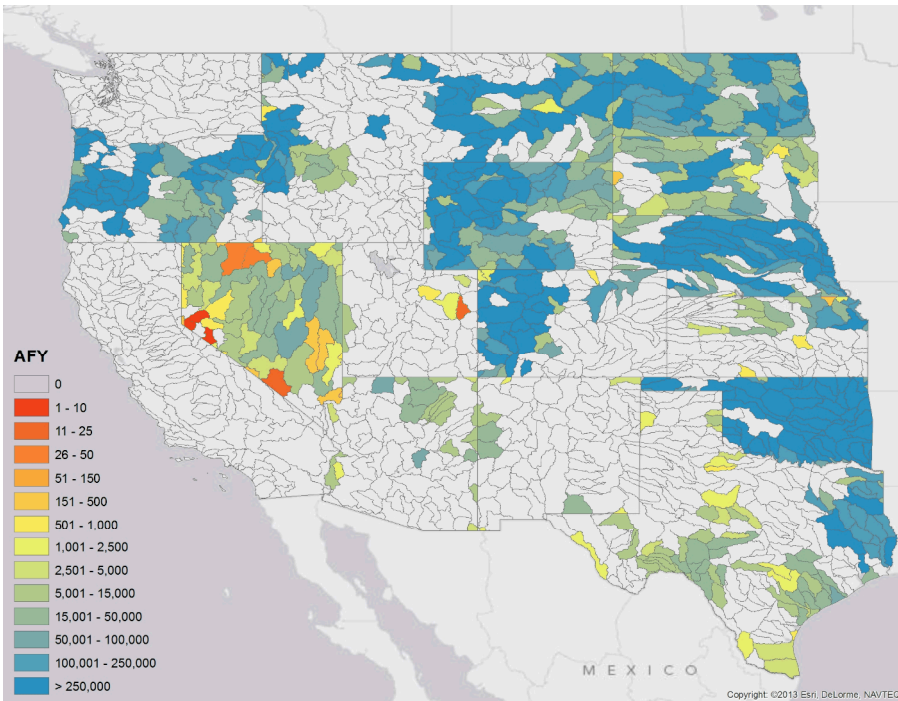 AFY
0
1 - 10
11 - 25
26 - 50
51 - 150
151 - 500
501 - 1,000
1,001 - 2,500
2,501 - 5,000
5,001 - 15,000
15,001 - 50,000
50,001 - 100,000
100,001 - 250,000
> 250,000
MEXICO
Copyright: ©2013 Esri, DeLorme, NAVTEQ